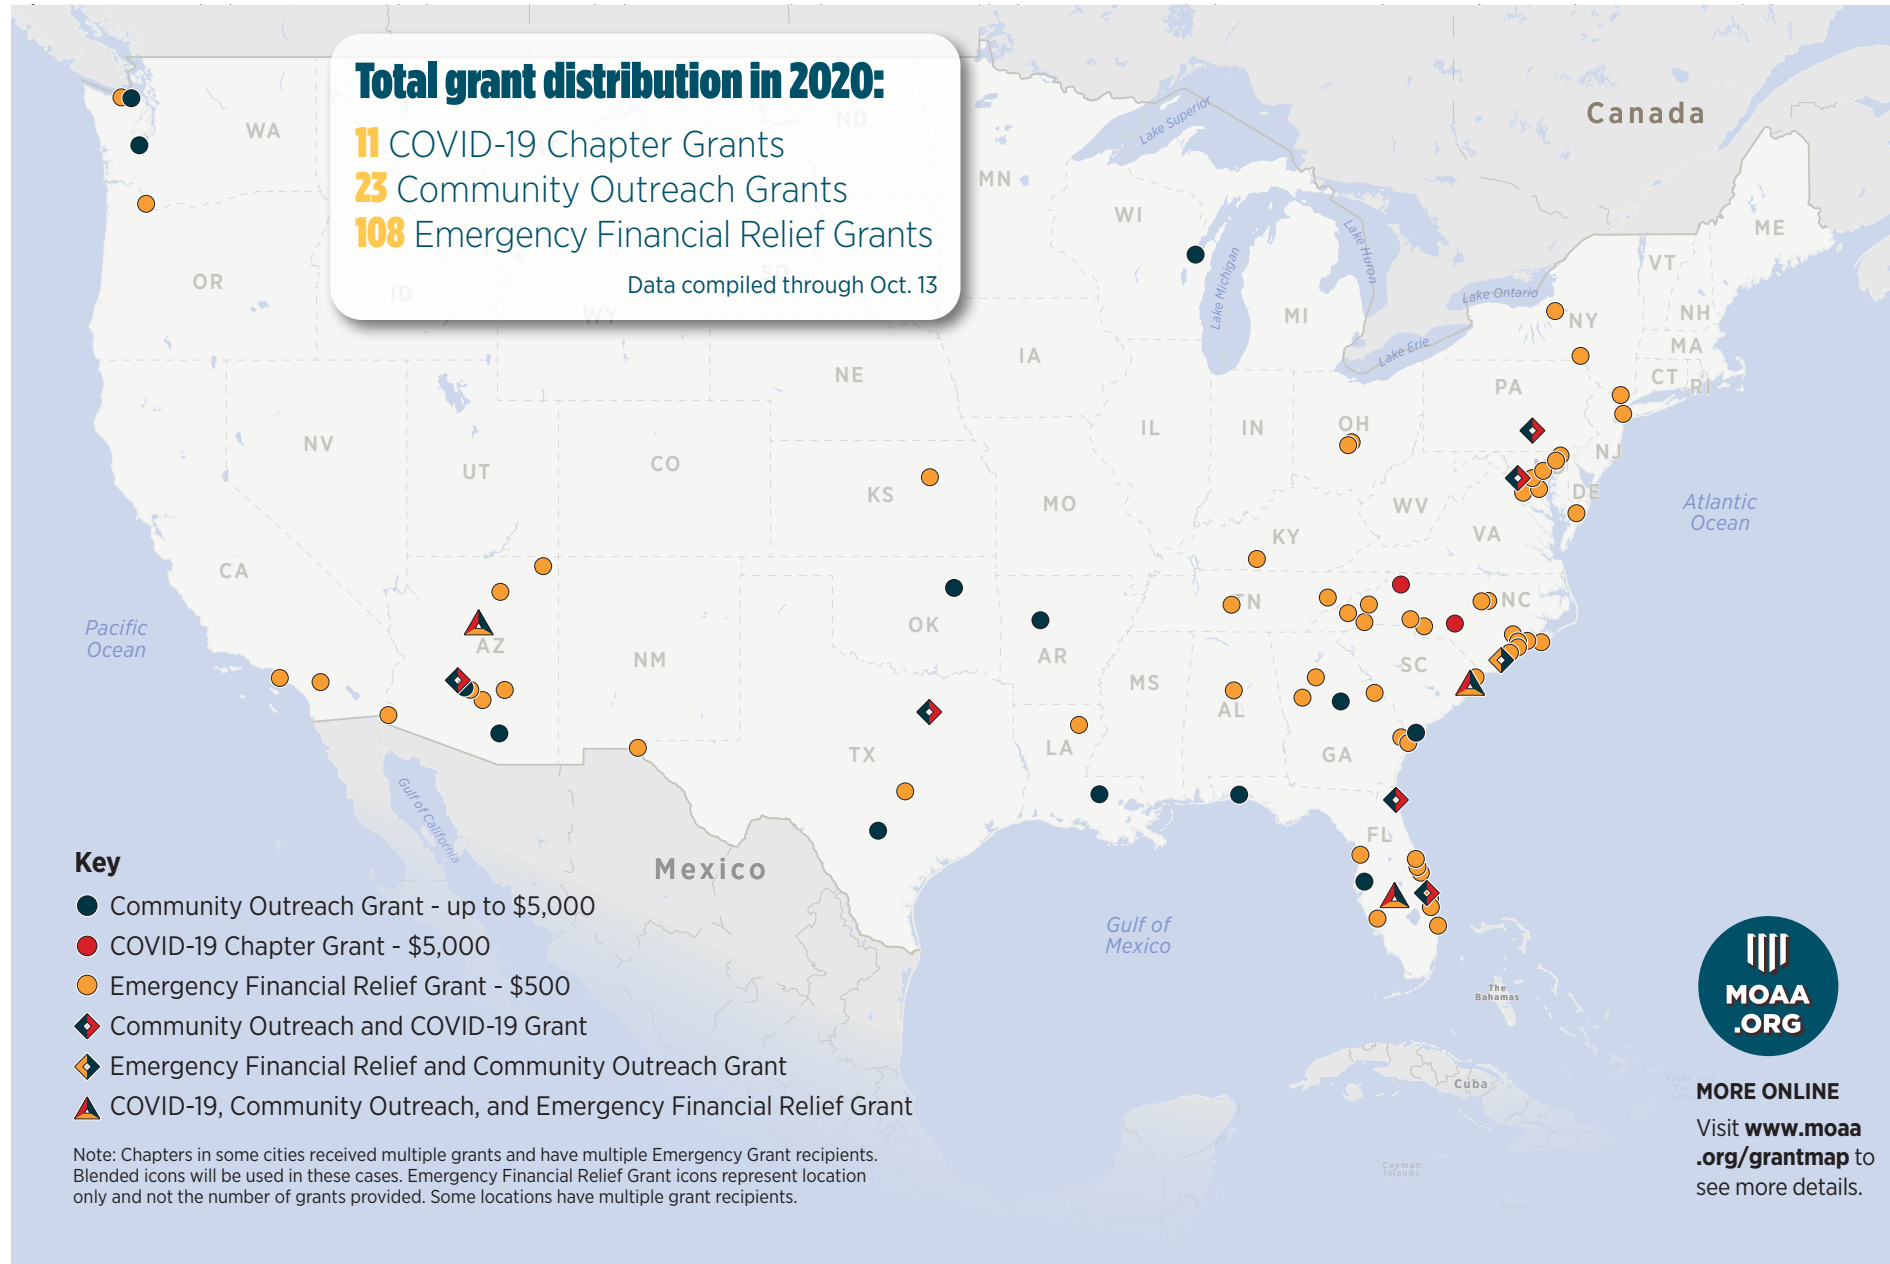 Total grant distribution in 2020:
11 COVID-19 Chapter Grants
23 Community Outreach Grants
108 Emergency Financial Relief Grants
Data compiled through Oct. 13
Canada
WA
ND
MN
Lake Superior
WI
ME
OR
ID
SD
WY
Lake Michigan
Lake Huron
Lake Ontario
VT
MI
NY
NH
MA
IA
Lake Erie
NE
PA
CT
RI
NV
UT
CO
IL
IN
OH
NJ
KS
MO
WV
DE
Atlantic
Ocean
VA
KY
CA
Pacific
Ocean
AZ
NM
OK
AR
TN
NC
SC
MS
AL
GA
TX
LA
Gulf of California
FL
Mexico
Gulf of
Mexico
The
Bahamas
Cuba
Cayman
Islands
Key
Community Outreach Grant - up to $5,000
COVID-19 Chapter Grant - $5,000
Emergency Financial Relief Grant - $500
Community Outreach and COVID-19 Grant
Emergency Financial Relief and Community Outreach Grant
COVID-19, Community Outreach, and Emergency Financial Relief Grant
Note: Chapters in some cities received multiple grants and have multiple Emergency Grant recipients.
Blended icons will be used in these cases. Emergency Financial Relief Grant icons represent location
only and not the number of grants provided. Some locations have multiple grant recipients.
MOAA
.ORG
MORE ONLINE
Visit www.moaa
.org/grantmap to
see more details.